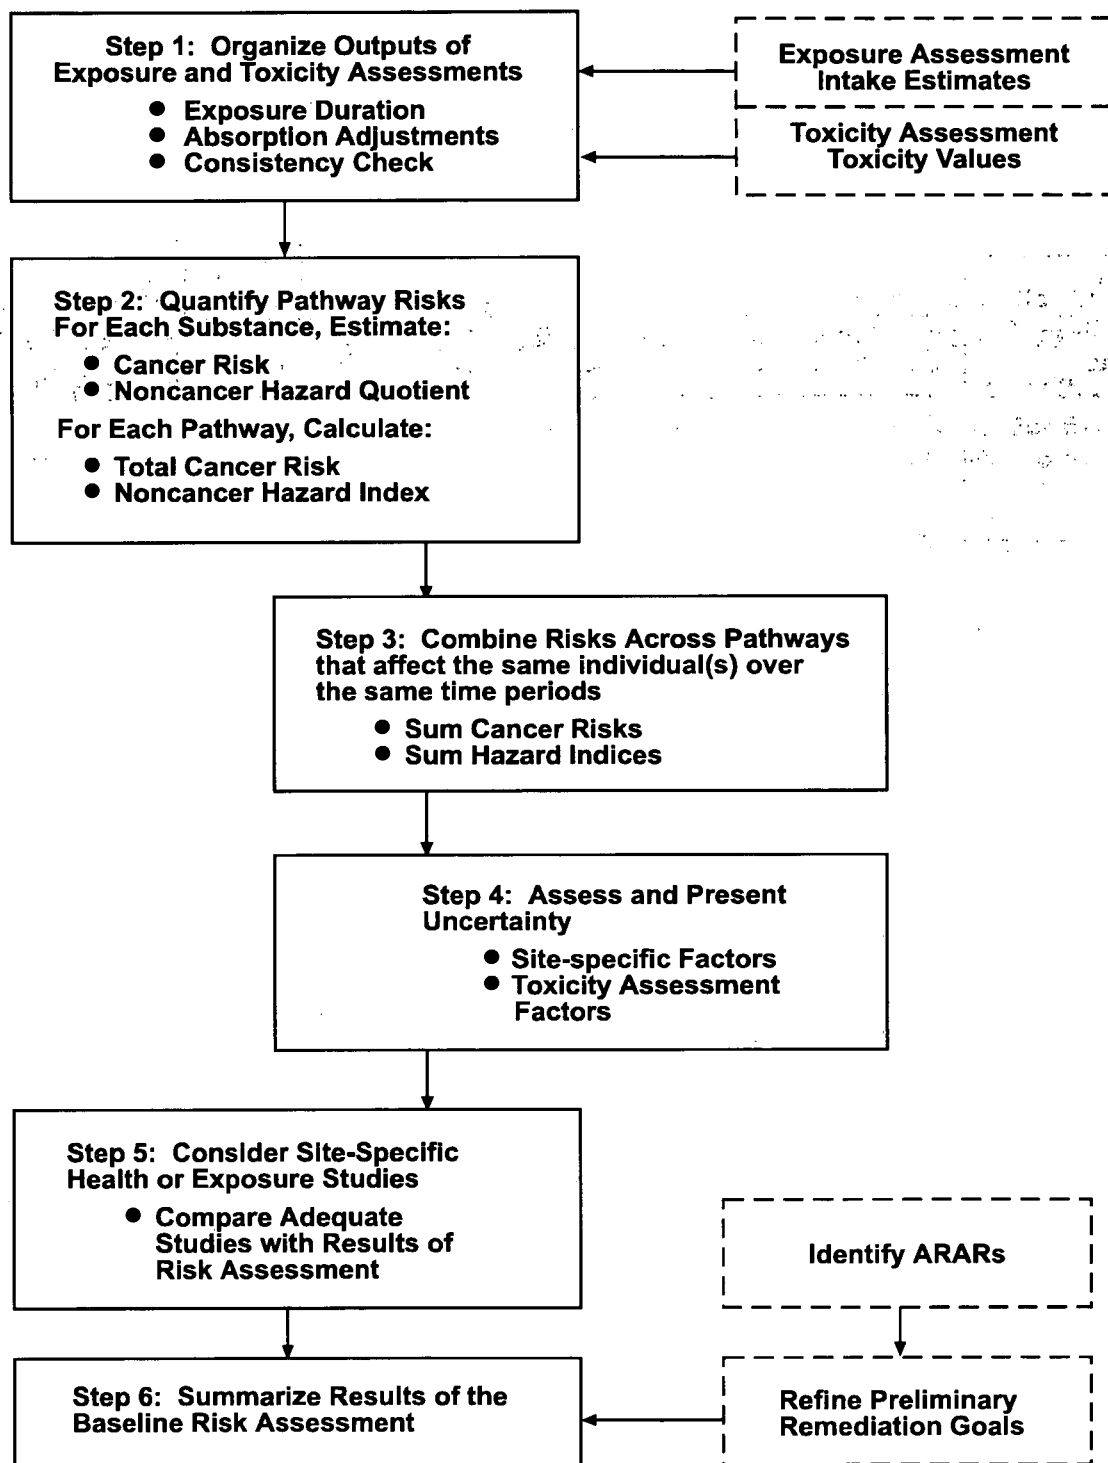 Step 1: Organize Outputs of
Exposure and Toxicity Assessments
● Exposure Duration
● Absorption Adjustments
● Consistency Check
Exposure Assessment
Intake Estimates
Toxicity Assessment
Toxicity Values
Step 2: Quantify Pathway Risks
For Each Substance, Estimate:
● Cancer Risk
● Noncancer Hazard Quotient
For Each Pathway, Calculate:
● Total Cancer Risk
● Noncancer Hazard Index
Step 3: Combine Risks Across Pathways
that affect the same individual(s) over
the same time periods
● Sum Cancer Risks
● Sum Hazard Indices
Step 4: Assess and Present
Uncertainty
● Site-specific Factors
● Toxicity Assessment
Factors
Step 5: Consider Site-Specific
Health or Exposure Studies
● Compare Adequate
Studies with Results of
Risk Assessment
Identify ARARs
Step 6: Summarize Results of the
Baseline Risk Assessment
Refine Preliminary
Remediation Goals